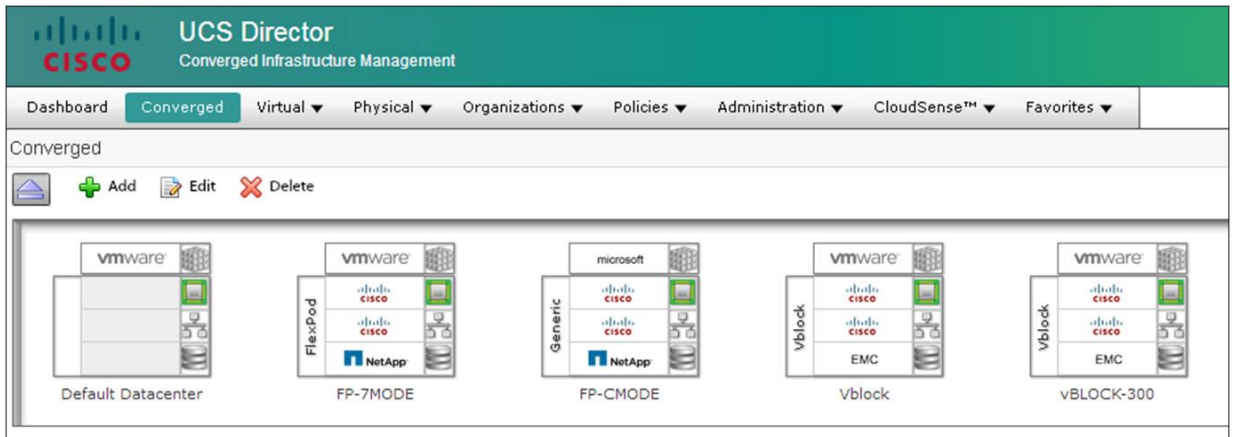 CISCO
UCS Director
Converged Infrastructure Management
Dashboard Converged Virtual Physical Organizations Policies Administration CloudSense™ Favorites
Converged
Add Edit Delete
vmware
Default Datacenter
vmware
FlexPod
CISCO
CISCO
NetApp
FP-7MODE
microsoft
Generic
CISCO
CISCO
NetApp
FP-CMODE
vmware
Vblock
CISCO
CISCO
EMC
Vblock
vmware
Vblock
CISCO
CISCO
EMC
vBLOCK-300